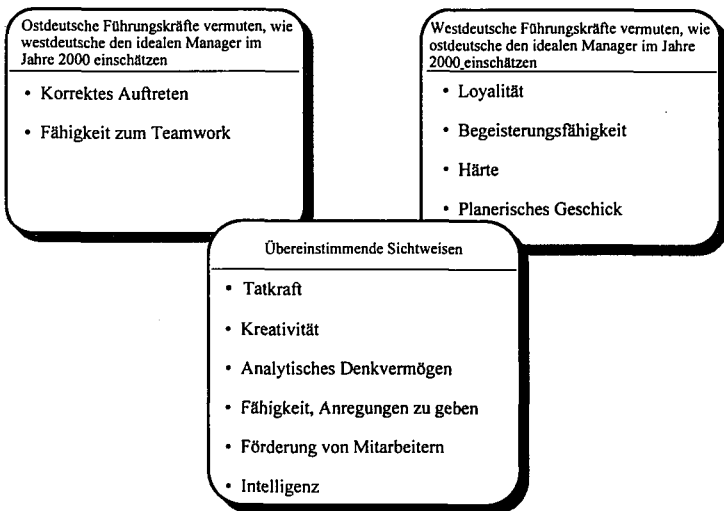 Ostdeutsche Führungskräfte vermuten, wie
westdeutsche den idealen Manager im
Jahre 2000 einschätzen
• Korrektes Auftreten
• Fähigkeit zum Teamwork
Westdeutsche Führungskräfte vermuten, wie
ostdeutsche den idealen Manager im Jahre
2000 einschätzen
• Loyalität
• Begeisterungsfähigkeit
• Härte
• Planerisches Geschick
Übereinstimmende Sichtweisen
• Tatkraft
• Kreativität
• Analytisches Denkvermögen
• Fähigkeit, Anregungen zu geben
• Förderung von Mitarbeitern
• Intelligenz